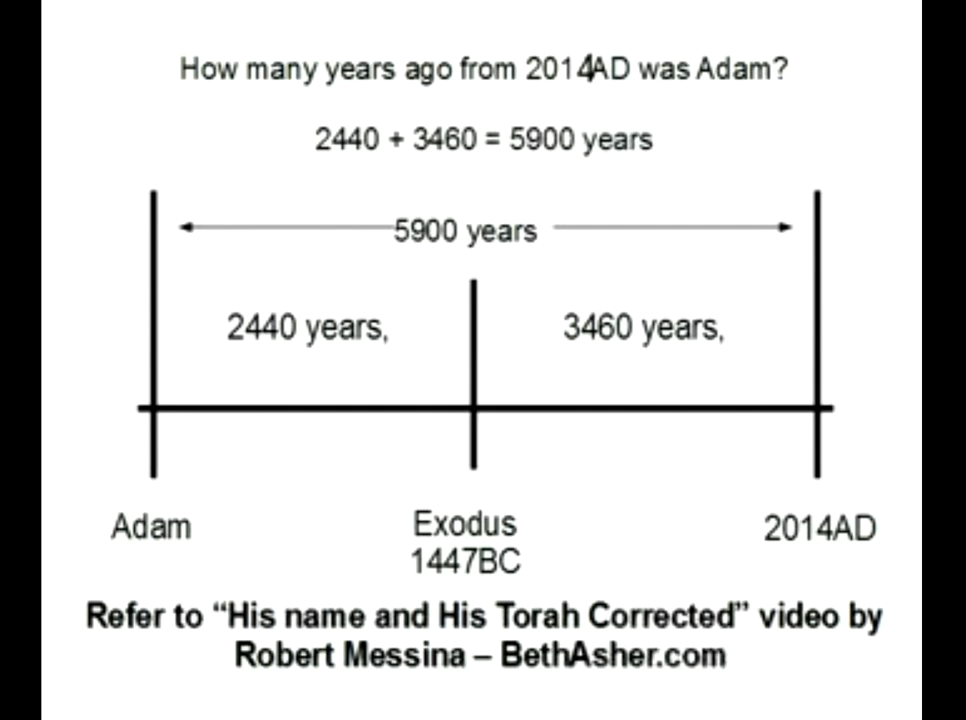 How many years ago from 2014AD was Adam?
2440 + 3460 = 5900 years
5900 years
2440 years,
3460 years,
Adam
Exodus
1447BC
2014AD
Refer to “His name and His Torah Corrected” video by
Robert Messina – BethAsher.com